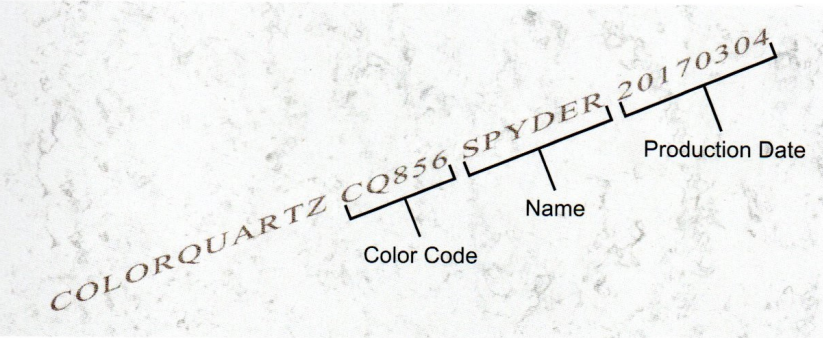 COLORQUARTZ CQ856 SPYDER 20170304
Production Date
Name
Color Code